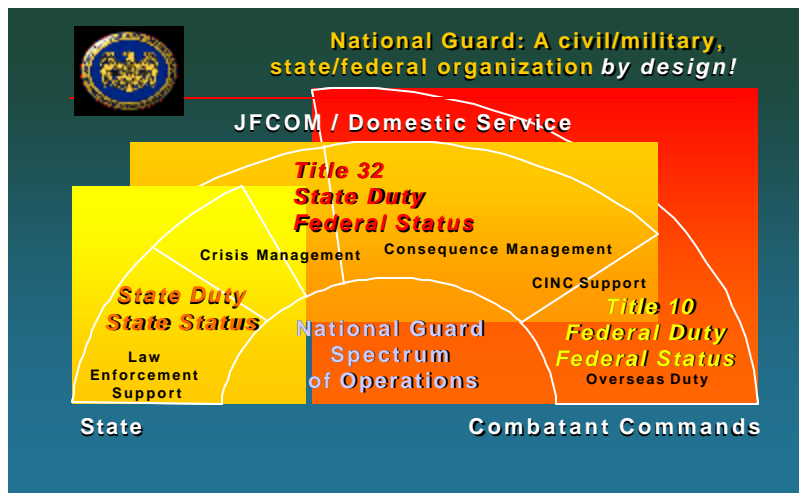 National Guard: A civil/military,
state/federal organization by design!
JFCOM / Domestic Service
Title 32
State Duty
Federal Status
Crisis Management
Consequence Management
CINC Support
State Duty
State Status
Title 10
Federal Duty
Federal Status
Overseas Duty
National Guard
Spectrum
of Operations
Law
Enforcement
Support
State
Combatant Commands